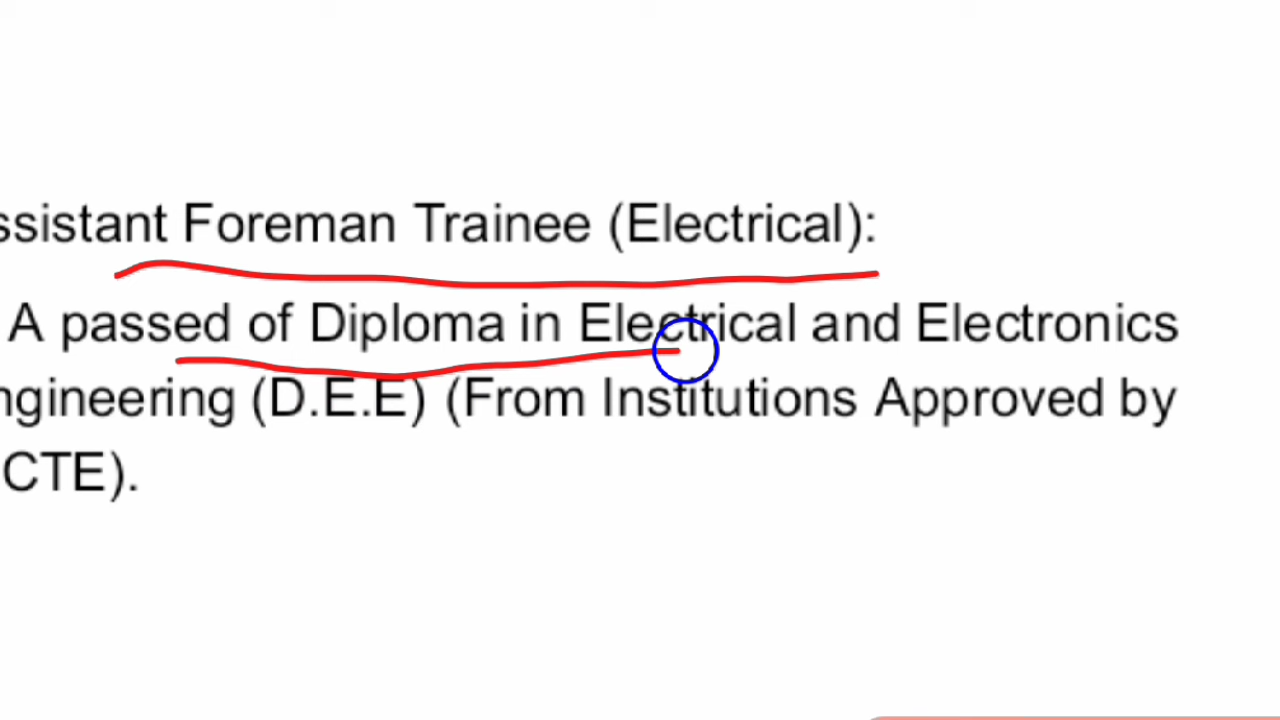 ssistant Foreman Trainee (Electrical):
A passed of Diploma in Electrical and Electronics
ngineering (D.E.E) (From Institutions Approved by
CTE).